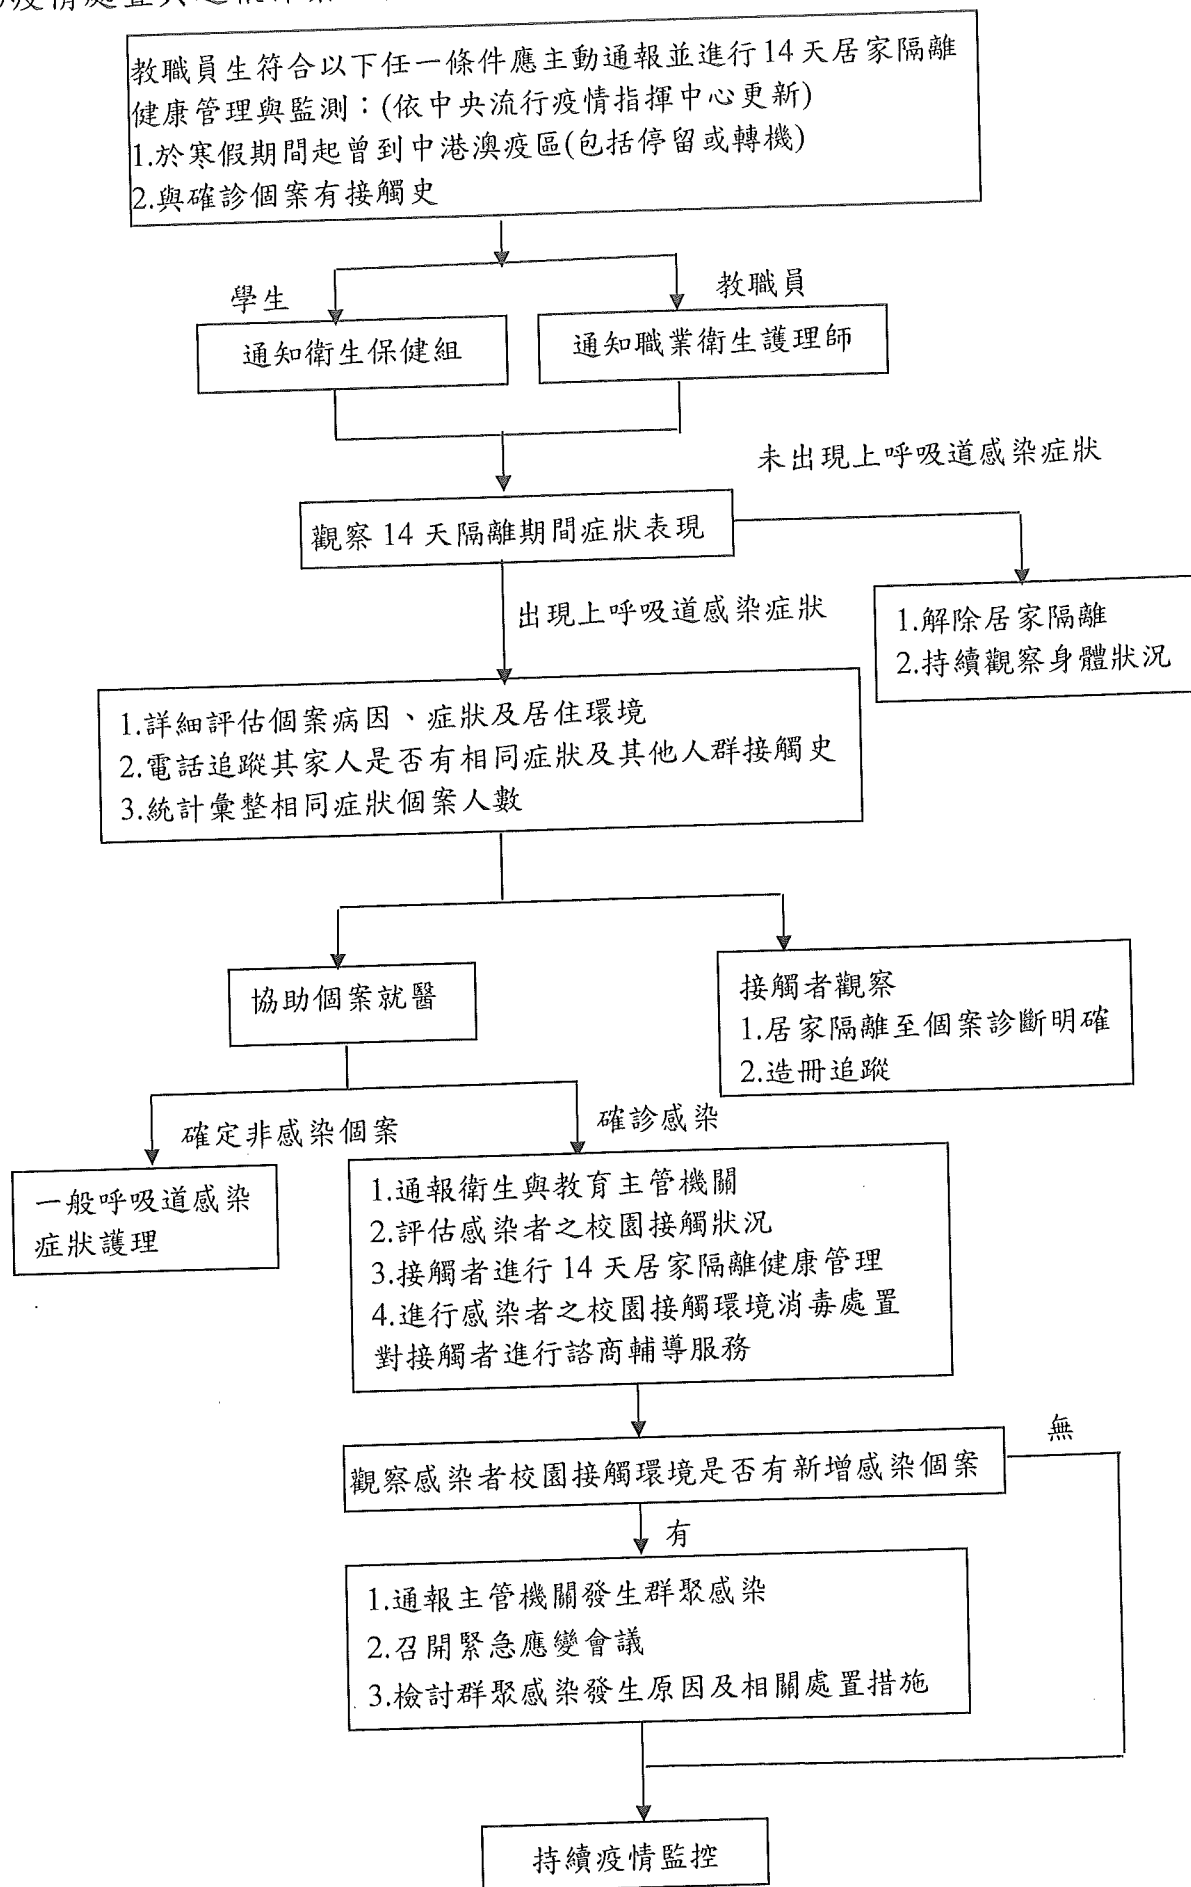 教職員生符合以下任一條件應主動通報並進行14天居家隔離
健康管理與監測：(依中央流行疫情指揮中心更新)
1.於寒假期間起曾到中港澳疫區(包括停留或轉機)
2.與確診個案有接觸史
學生
教職員
通知衛生保健組
通知職業衛生護理師
未出現上呼吸道感染症狀
觀察14天隔離期間症狀表現
出現上呼吸道感染症狀
1.解除居家隔離
2.持續觀察身體狀況
1.詳細評估個案病因、症狀及居住環境
2.電話追蹤其家人是否有相同症狀及其他人群接觸史
3.統計彙整相同症狀個案人數
協助個案就醫
接觸者觀察
1.居家隔離至個案診斷明確
2.造冊追蹤
確定非感染個案
確診感染
一般呼吸道感染
症狀護理
1.通報衛生與教育主管機關
2.評估感染者之校園接觸狀況
3.接觸者進行14天居家隔離健康管理
4.進行感染者之校園接觸環境消毒處置
對接觸者進行諮商輔導服務
觀察感染者校園接觸環境是否有新增感染個案
無
有
1.通報主管機關發生群聚感染
2.召開緊急應變會議
3.檢討群聚感染發生原因及相關處置措施
持續疫情監控